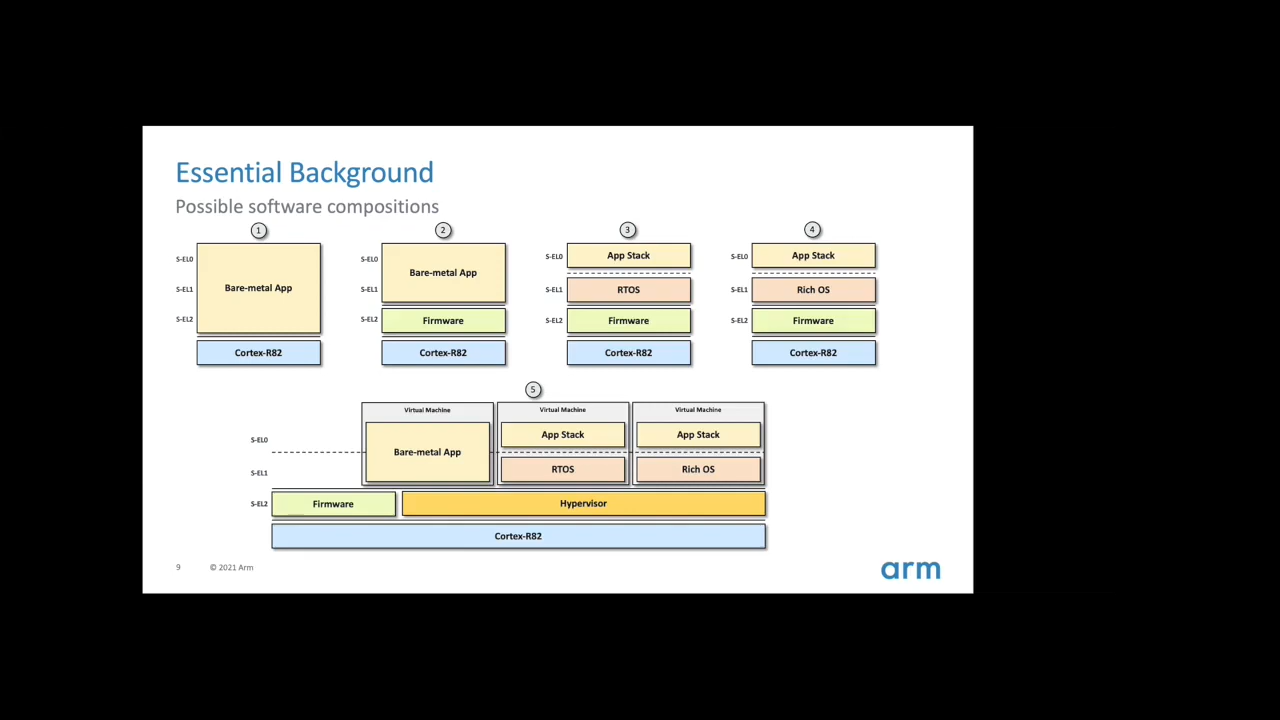 Essential Background
Possible software compositions
1
S-EL0
S-EL1
S-EL2
Bare-metal App
Cortex-R82
2
S-EL0
S-EL1
S-EL2
Bare-metal App
Firmware
Cortex-R82
3
S-EL0
S-EL1
S-EL2
App Stack
RTOS
Firmware
Cortex-R82
4
S-EL0
S-EL1
S-EL2
App Stack
Rich OS
Firmware
Cortex-R82
5
S-EL0
S-EL1
S-EL2
Virtual Machine
Bare-metal App
Virtual Machine
App Stack
RTOS
Virtual Machine
App Stack
Rich OS
Firmware
Hypervisor
Cortex-R82
9
© 2021 Arm
arm